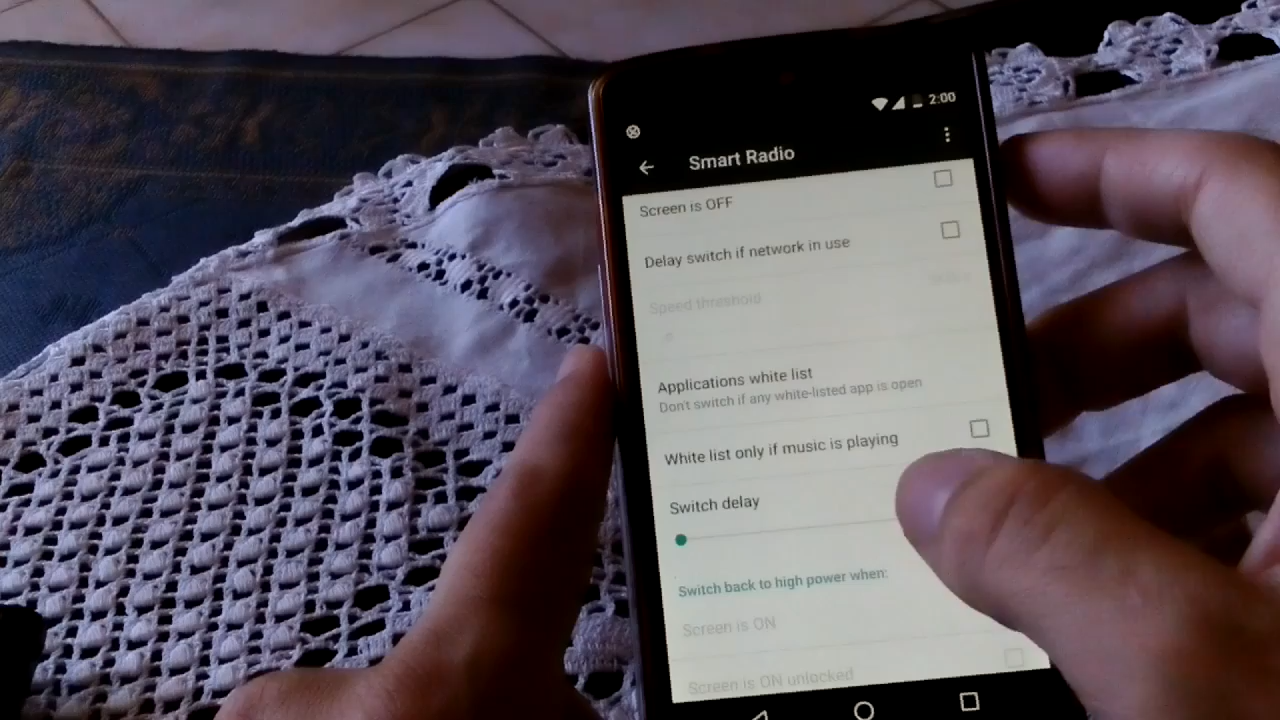 2:00
Smart Radio
Screen is OFF
Delay switch if network in use
Speed threshold
Applications white list
Don't switch if any white-listed app is open
White list only if music is playing
Switch delay
Switch back to high power when:
Screen is ON
Screen is ON unlocked